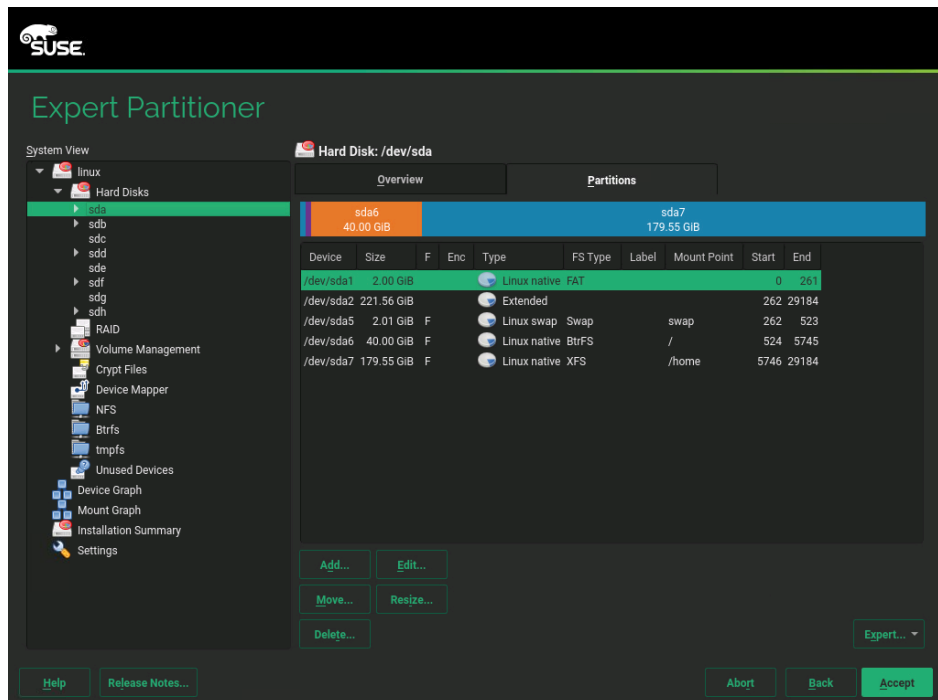 SUSE.
Expert Partitioner
System View
linux
Hard Disks
sda
sdb
sdc
sdd
sde
sdf
sdg
sdh
RAID
Volume Management
Crypt Files
Device Mapper
NFS
Btrfs
tmpfs
Unused Devices
Device Graph
Mount Graph
Installation Summary
Settings
Hard Disk: /dev/sda
Overview Partitions
sda6 sda7
40.00 GiB 179.55 GiB
Device Size F Enc Type FS Type Label Mount Point Start End
/dev/sda1 2.00 GiB Linux native FAT 0 261
/dev/sda2 221.56 GiB Extended 262 29184
/dev/sda5 2.01 GiB F Linux swap Swap swap 262 523
/dev/sda6 40.00 GiB F Linux native BtrFS / 524 5745
/dev/sda7 179.55 GiB F Linux native XFS /home 5746 29184
Add... Edit...
Move... Resize...
Delete... Expert...
Help Release Notes... Abort Back Accept